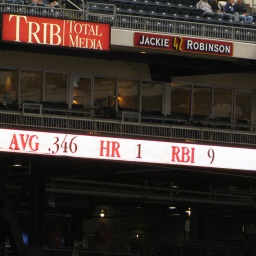 TRIB TOTAL MEDIA
JACKIE 42 ROBINSON
AVG .346 HR 1 RBI 9